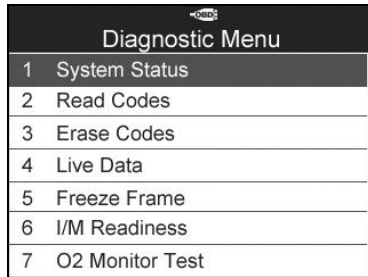 OBD
Diagnostic Menu
1 System Status
2 Read Codes
3 Erase Codes
4 Live Data
5 Freeze Frame
6 I/M Readiness
7 O2 Monitor Test